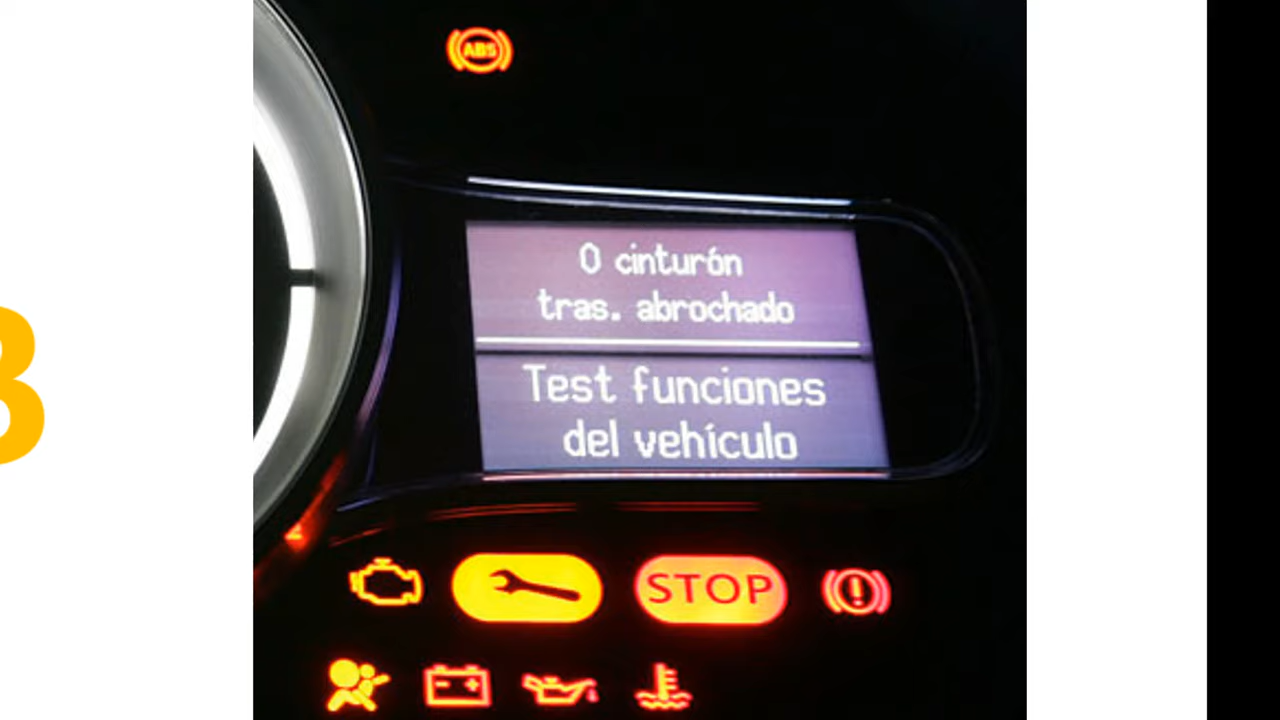 ABS
0 cinturón
tras. abrochado
Test funciones
del vehículo
STOP